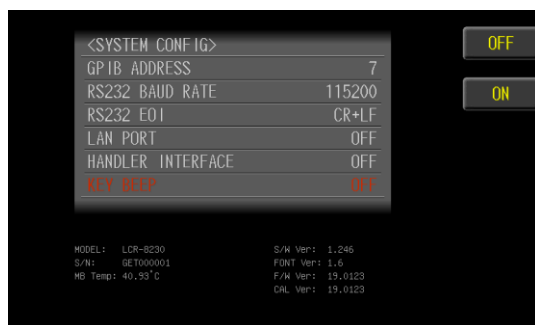 <SYSTEM CONFIG>
GPIB ADDRESS 7
RS232 BAUD RATE 115200
RS232 EOI CR+LF
LAN PORT OFF
HANDLER INTERFACE OFF
KEY BEEP OFF
OFF
ON
MODEL: LCR-8230
S/N: GET000001
MB Temp: 40.93°C
S/W Ver: 1.246
FONT Ver: 1.6
F/W Ver: 19.0123
CAL Ver: 19.0123